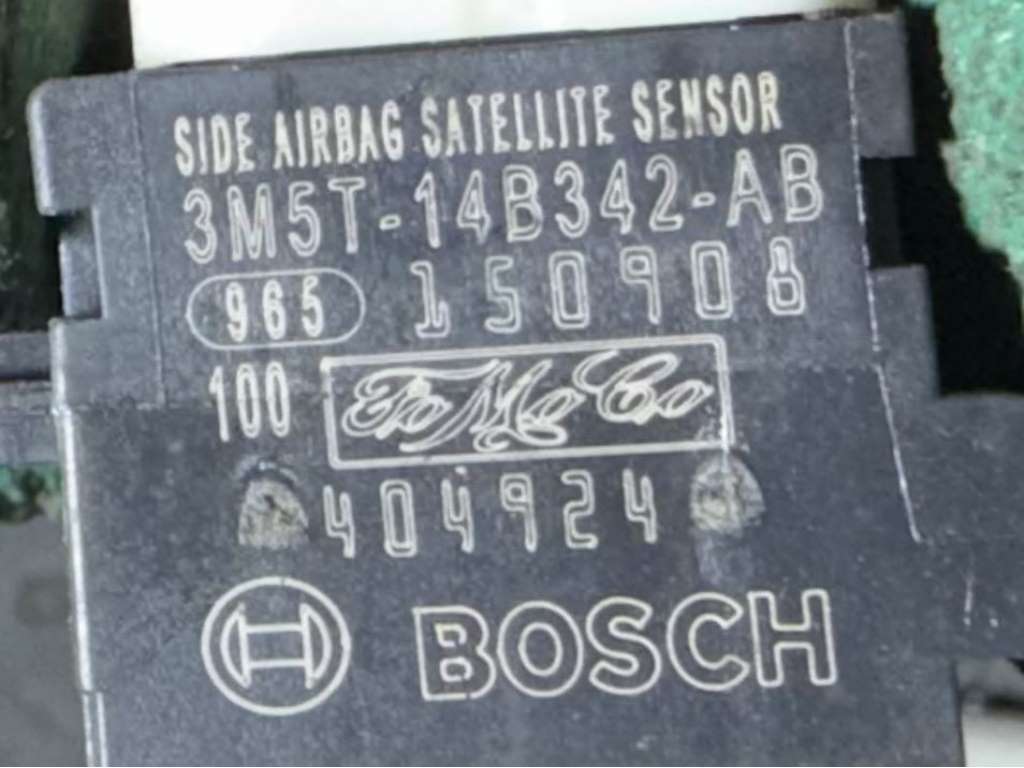 SIDE AIRBAG SATELLITE SENSOR
3M5T-14B342-AB
965 150908
100 FoMoCo
404924
BOSCH